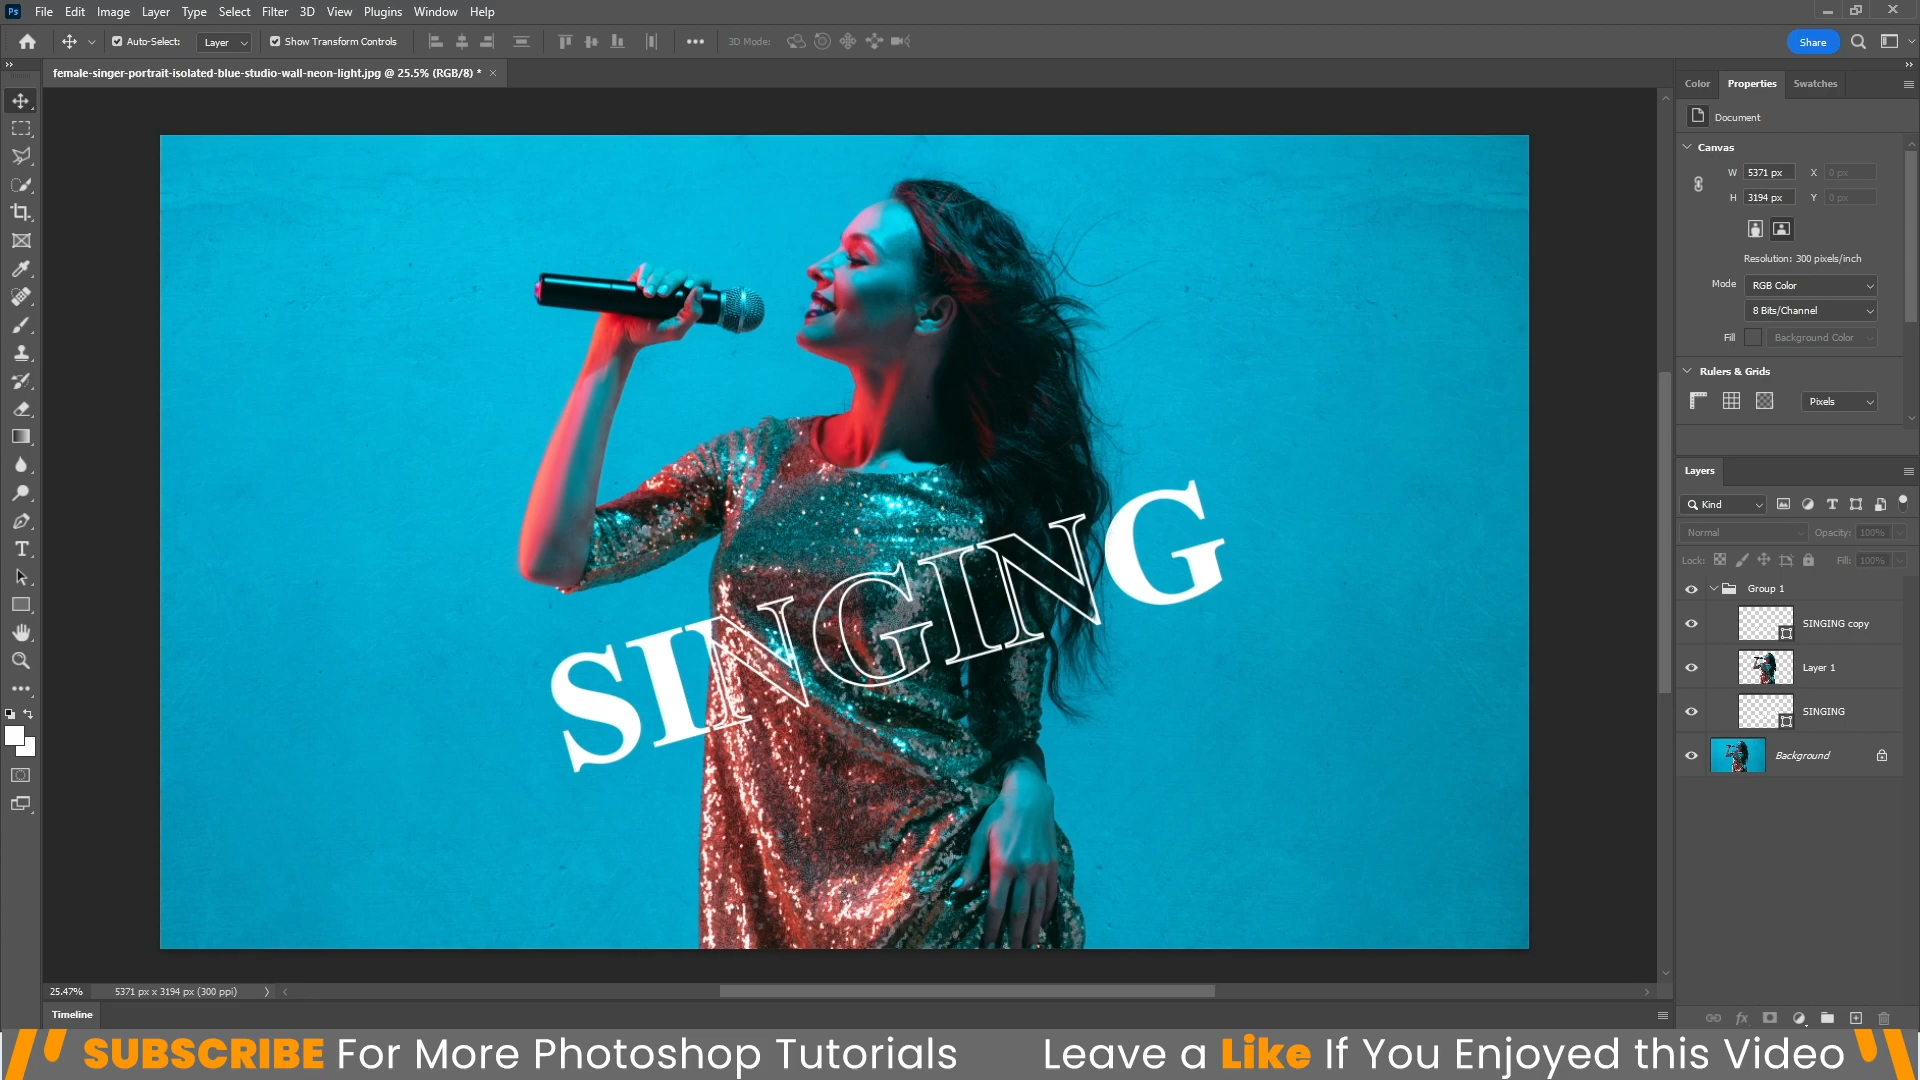 Ps File Edit Image Layer Type Select Filter 3D View Plugins Window Help
Auto-Select: Layer Show Transform Controls 3D Mode: Share
female-singer-portrait-isolated-blue-studio-wall-neon-light.jpg @ 25.5% (RGB/8) *
Color Properties Swatches
Document
Canvas
W 5371 px X 0 px
H 3194 px Y 0 px
Resolution: 300 pixels/inch
Mode RGB Color
8 Bits/Channel
Fill Background Color
Rulers & Grids
Pixels
Layers
Kind
Normal Opacity: 100%
Lock: Fill: 100%
Group 1
SINGING copy
Layer 1
SINGING
Background
SINGING
25.47% 5371 px x 3194 px (300 ppi)
Timeline
SUBSCRIBE For More Photoshop Tutorials Leave a Like If You Enjoyed this Video